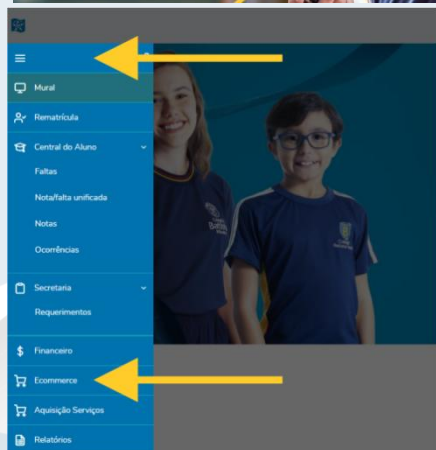 Mural
Rematrícula
Central do Aluno
Faltas
Nota/falta unificada
Notas
Ocorrências
Secretaria
Requerimentos
Financeiro
Ecommerce
Aquisição Serviços
Relatórios